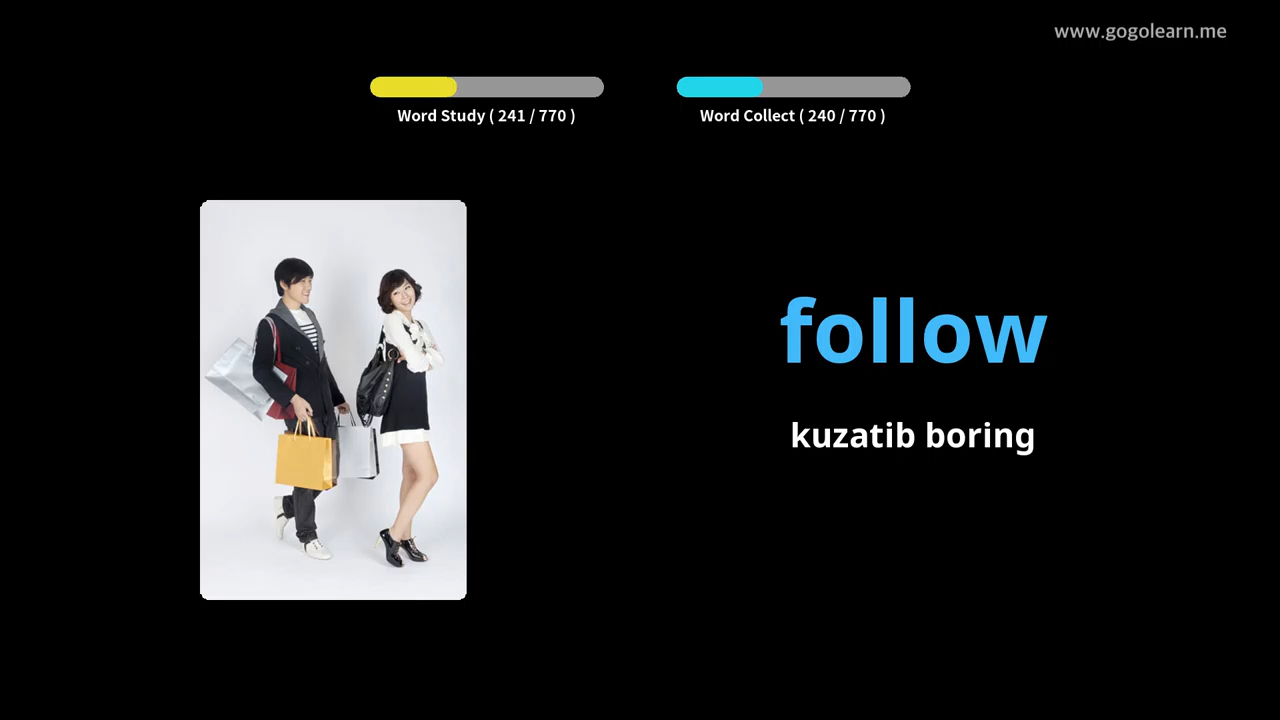 www.gogolearn.me
Word Study ( 241 / 770 )
Word Collect ( 240 / 770 )
follow
kuzatib boring